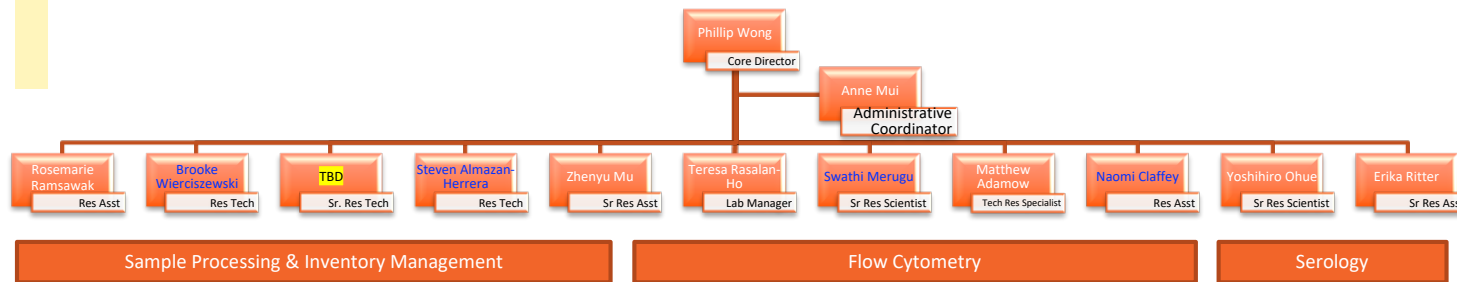 Phillip Wong
Core Director
Anne Mui
Administrative
Coordinator
Rosemarie
Ramsawak
Res Asst
Brooke
Wierciszewski
Res Tech
TBD
Sr. Res Tech
Steven Almazan-
Herrera
Res Tech
Zhenyu Mu
Sr Res Asst
Teresa Rasalan-
Ho
Lab Manager
Swathi Merugu
Sr Res Scientist
Matthew
Adamow
Tech Res Specialist
Naomi Claffey
Res Asst
Yoshihiro Ohue
Sr Res Scientist
Erika Ritter
Sr Res Ass
Sample Processing & Inventory Management
Flow Cytometry
Serology